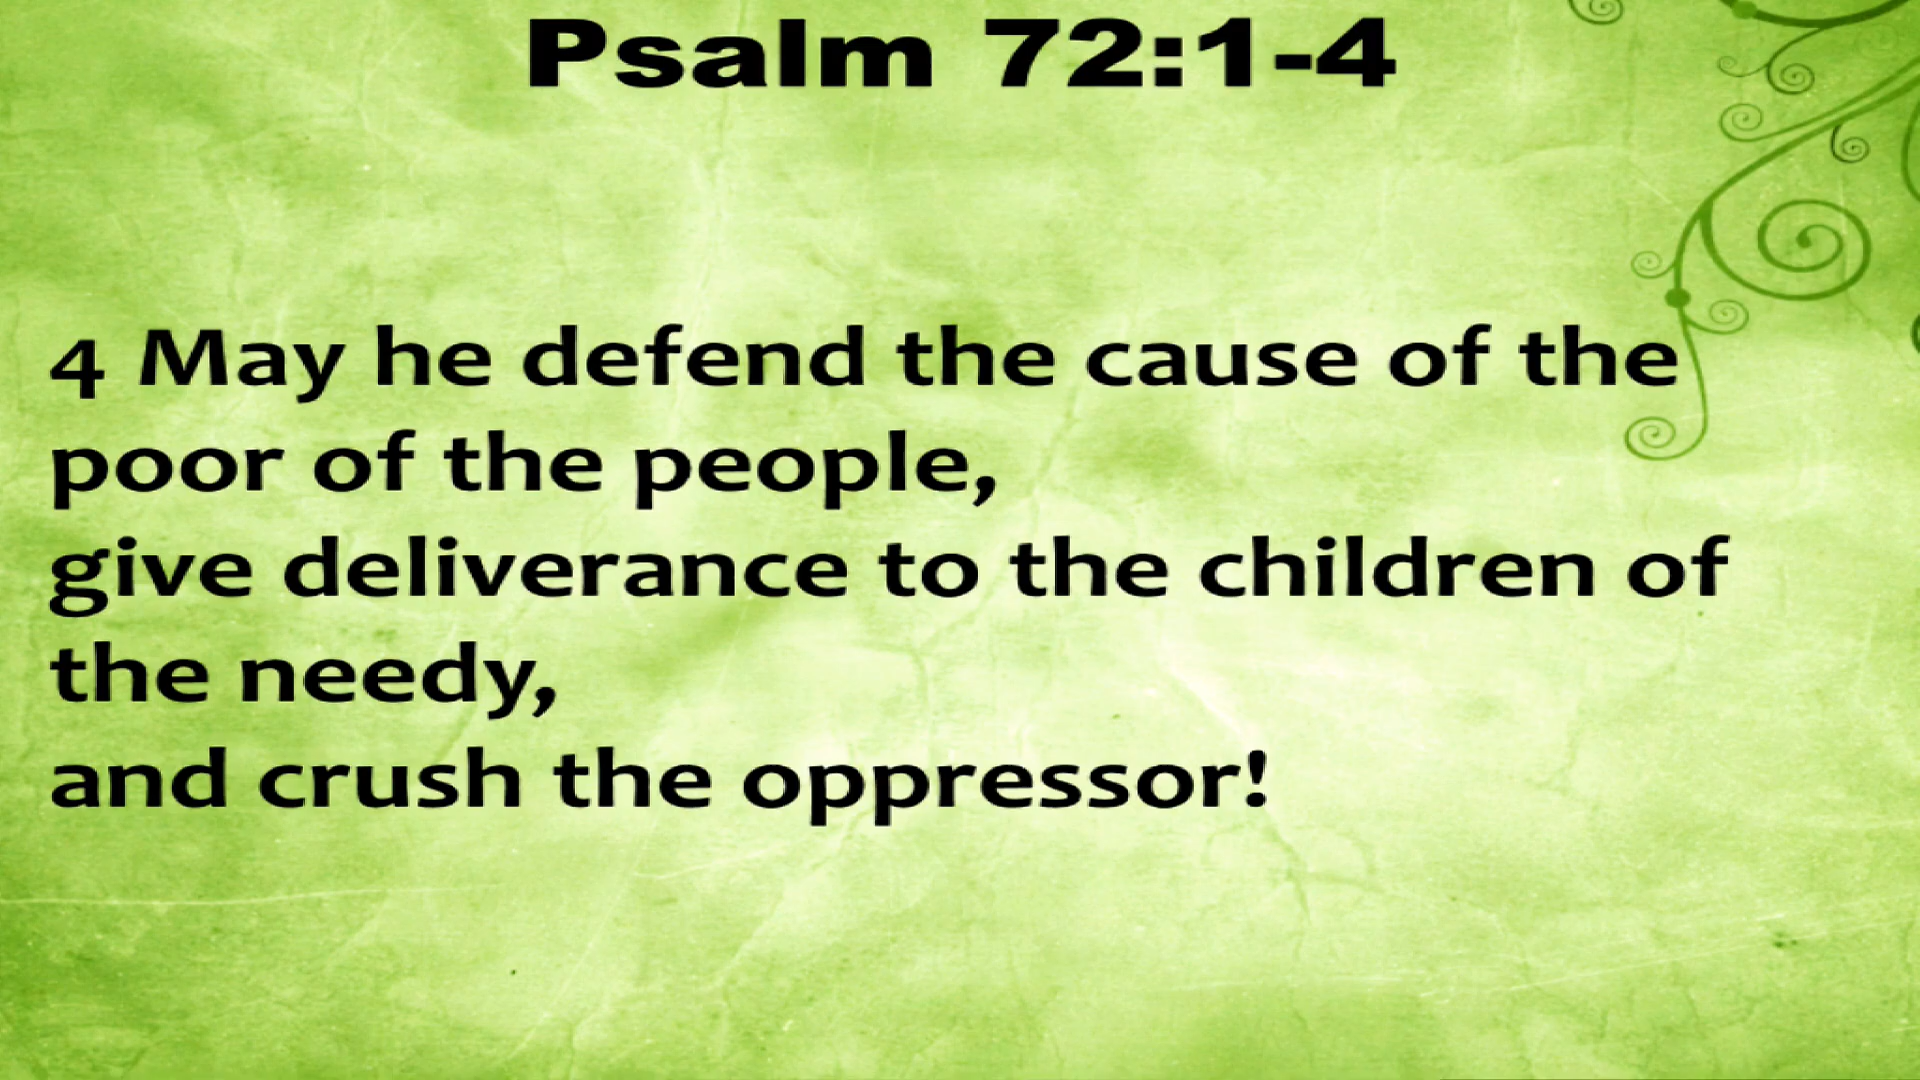 Psalm 72:1-4
4 May he defend the cause of the
poor of the people,
give deliverance to the children of
the needy,
and crush the oppressor!